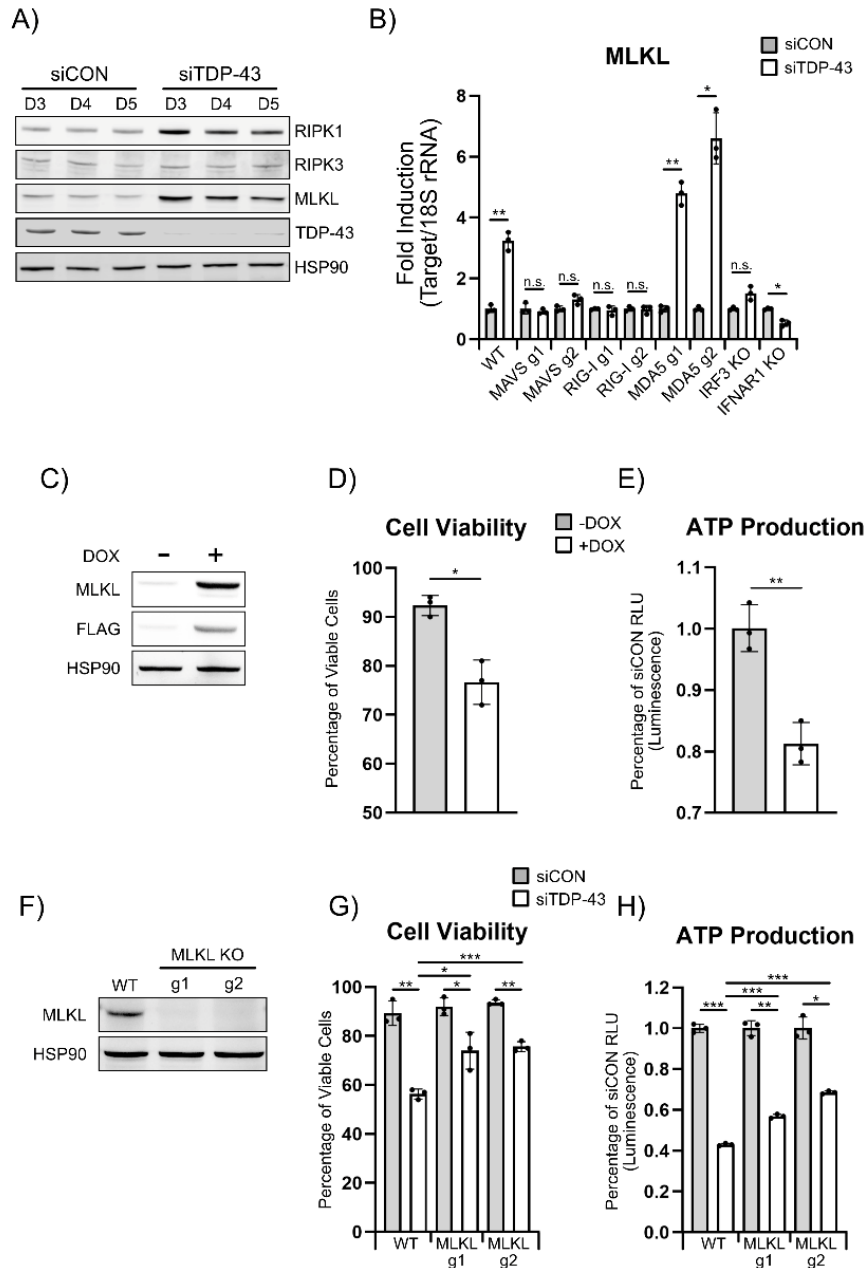 A)
siCON siTDP-43
D3 D4 D5 D3 D4 D5
RIPK1
RIPK3
MLKL
TDP-43
HSP90
B)
MLKL
siCON
siTDP-43
Fold Induction
(Target/18S rRNA)
8
6
4
2
0
** n.s. n.s. n.s. n.s. ** * n.s. *
WT
MAVS g1
MAVS g2
RIG-I g1
RIG-I g2
MDA5 g1
MDA5 g2
IRF3 KO
IFNAR1 KO
C)
DOX - +
MLKL
FLAG
HSP90
D)
Cell Viability
-DOX
+DOX
Percentage of Viable Cells
100
90
80
70
60
50
*
E)
ATP Production
Percentage of siCON RLU
(Luminescence)
1.1
1.0
0.9
0.8
0.7
**
F)
MLKL KO
WT g1 g2
MLKL
HSP90
siCON
siTDP-43
G)
Cell Viability
Percentage of Viable Cells
100
80
60
40
20
0
***
*
** * **
WT MLKL g1 MLKL g2
H)
ATP Production
Percentage of siCON RLU
(Luminescence)
1.0
0.8
0.6
0.4
0.2
0.0
***
***
*** ** *
WT MLKL g1 MLKL g2